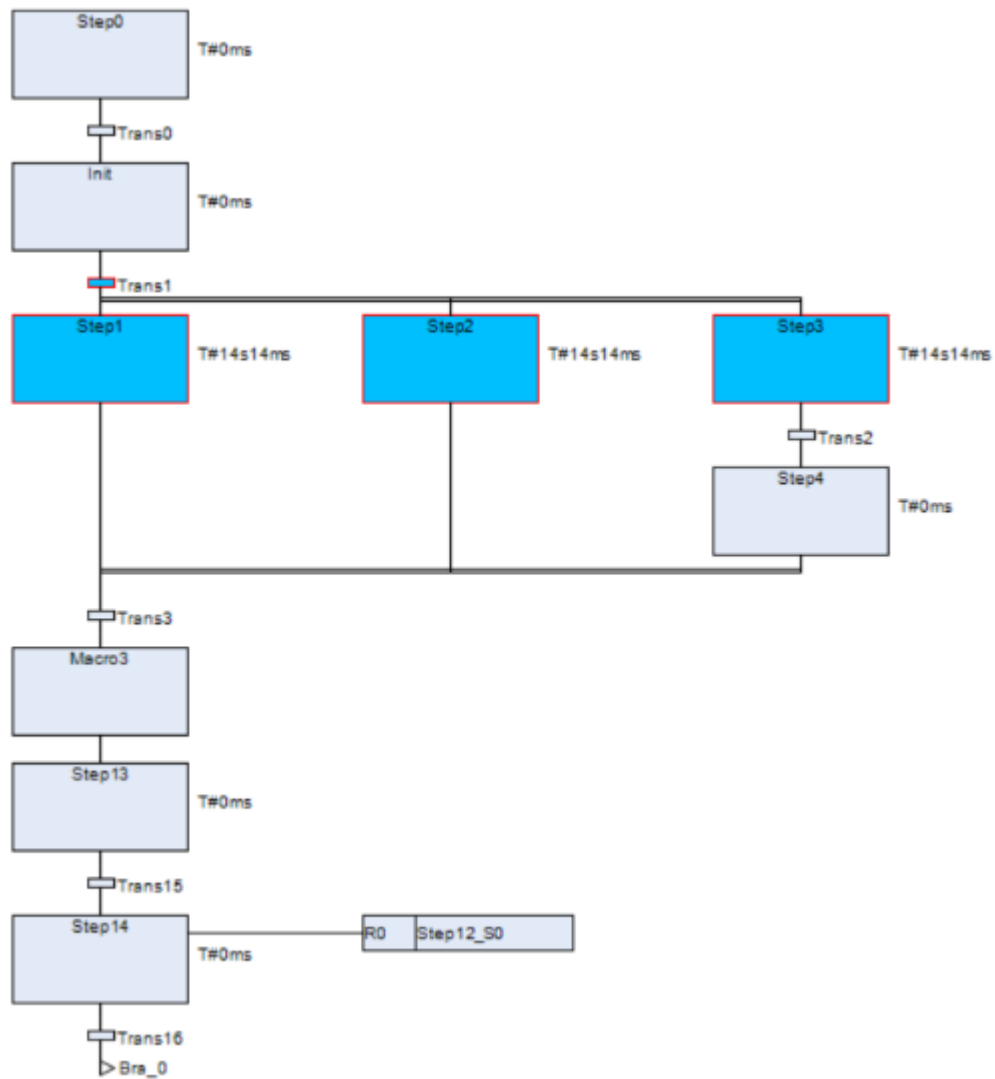 Step0
T#0ms
Trans0
Init
T#0ms
Trans1
Step1
T#14s14ms
Step2
T#14s14ms
Step3
T#14s14ms
Trans2
Step4
T#0ms
Trans3
Macro3
Step13
T#0ms
Trans15
Step14
R0 Step12_S0
T#0ms
Trans16
Bra_0